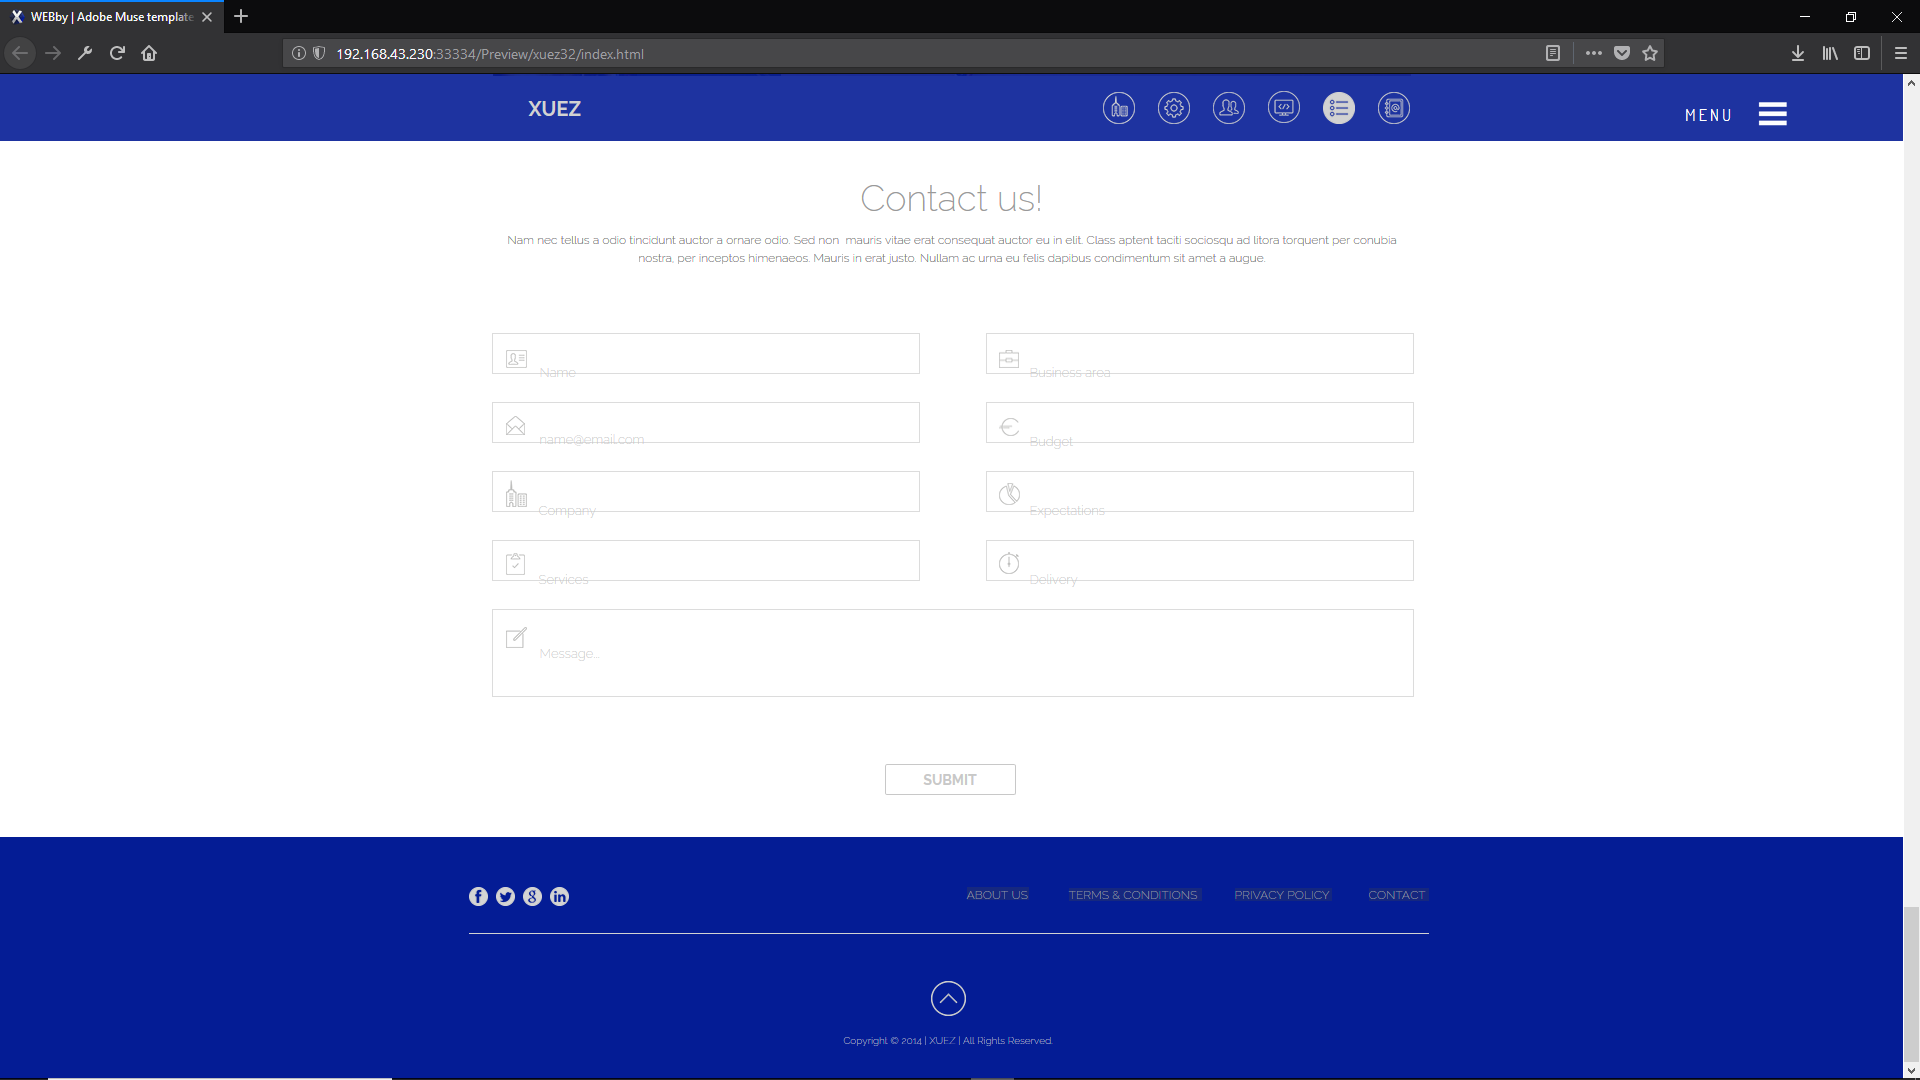 WEBby | Adobe Muse template
192.168.43.230:33334/Preview/xuez32/index.html
XUEZ
MENU
Contact us!
Nam nec tellus a odio tincidunt auctor a ornare odio. Sed non mauris vitae erat consequat auctor eu in elit. Class aptent taciti sociosqu ad litora torquent per conubia
nostra, per inceptos himenaeos. Mauris in erat justo. Nullam ac urna eu felis dapibus condimentum sit amet a augue.
Name
Business area
name@email.com
Budget
Company
Expectations
Services
Delivery
Message...
SUBMIT
ABOUT US TERMS & CONDITIONS PRIVACY POLICY CONTACT
Copyright © 2014 | XUEZ | All Rights Reserved.